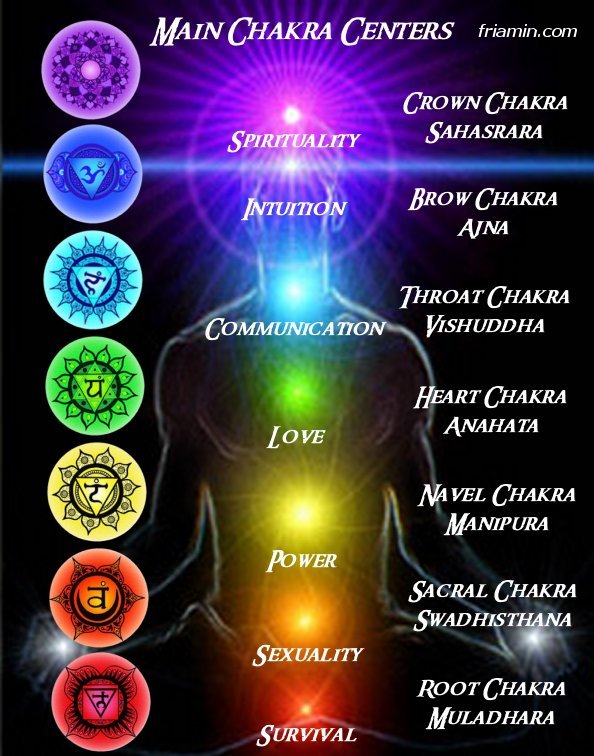 Main Chakra Centers
friamin.com
Crown Chakra
Sahasrara
Spirituality
Brow Chakra
Ajna
Intuition
ॐ
Throat Chakra
Vishuddha
Communication
Heart Chakra
Anahata
Love
यं
Navel Chakra
Manipura
Power
Sacral Chakra
Swadhisthana
Sexuality
वं
Root Chakra
Muladhara
Survival